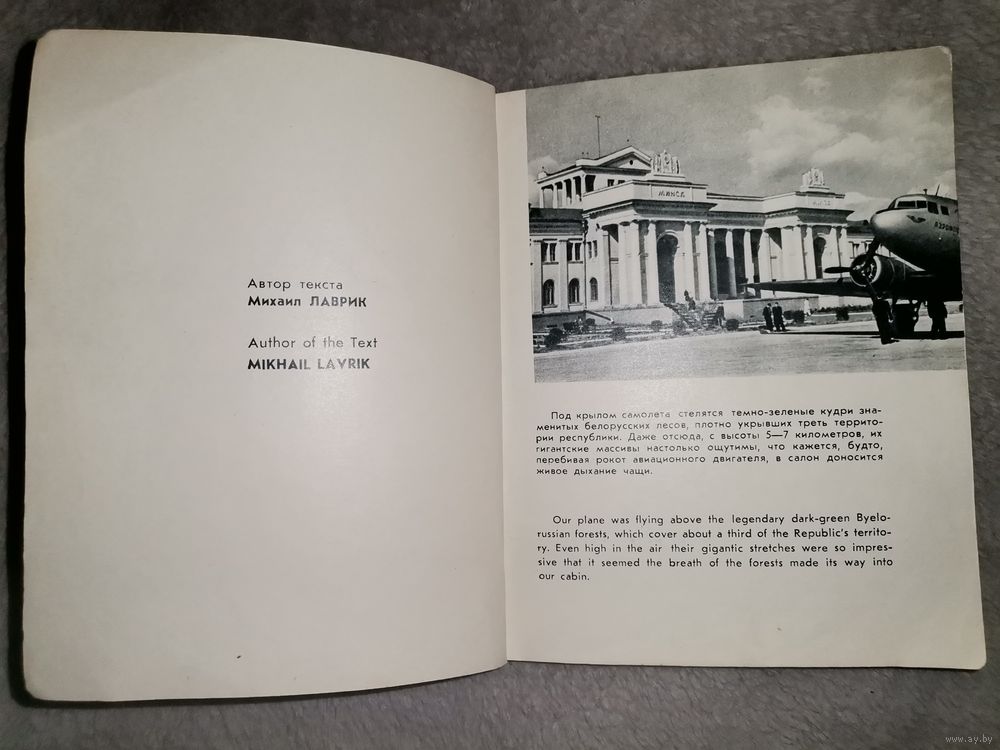 Автор текста
Михаил ЛАВРИК
Author of the Text
MIKHAIL LAVRIK
МИНСК
Под крылом самолета стелятся темно-зеленые кудри зна-
менитых белорусских лесов, плотно укрывших треть террито-
рии республики. Даже отсюда, с высоты 5—7 километров, их
гигантские массивы настолько ощутимы, что кажется, будто,
перебивая рокот авиационного двигателя, в салон доносится
живое дыхание чащи.
Our plane was flying above the legendary dark-green Byelo-
russian forests, which cover about a third of the Republic's territo-
ry. Even high in the air their gigantic stretches were so impres-
sive that it seemed the breath of the forests made its way into
our cabin.
www.ay.by